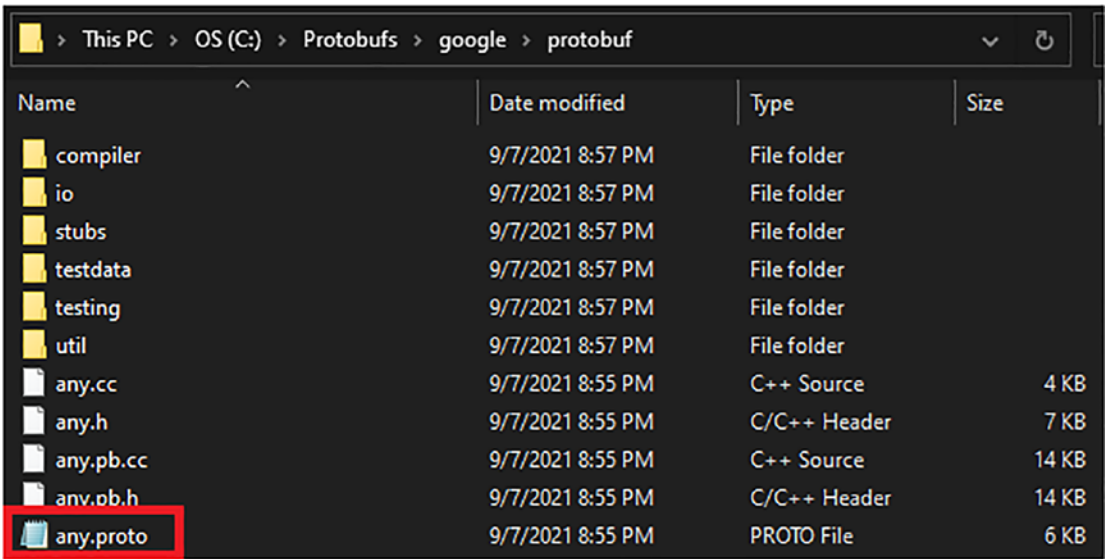 > This PC > OS (C:) > Protobufs > google > protobuf
Name Date modified Type Size
compiler 9/7/2021 8:57 PM File folder
io 9/7/2021 8:57 PM File folder
stubs 9/7/2021 8:57 PM File folder
testdata 9/7/2021 8:57 PM File folder
testing 9/7/2021 8:57 PM File folder
util 9/7/2021 8:57 PM File folder
any.cc 9/7/2021 8:55 PM C++ Source 4 KB
any.h 9/7/2021 8:55 PM C/C++ Header 7 KB
any.pb.cc 9/7/2021 8:55 PM C++ Source 14 KB
any.pb.h 9/7/2021 8:55 PM C/C++ Header 14 KB
any.proto 9/7/2021 8:55 PM PROTO File 6 KB